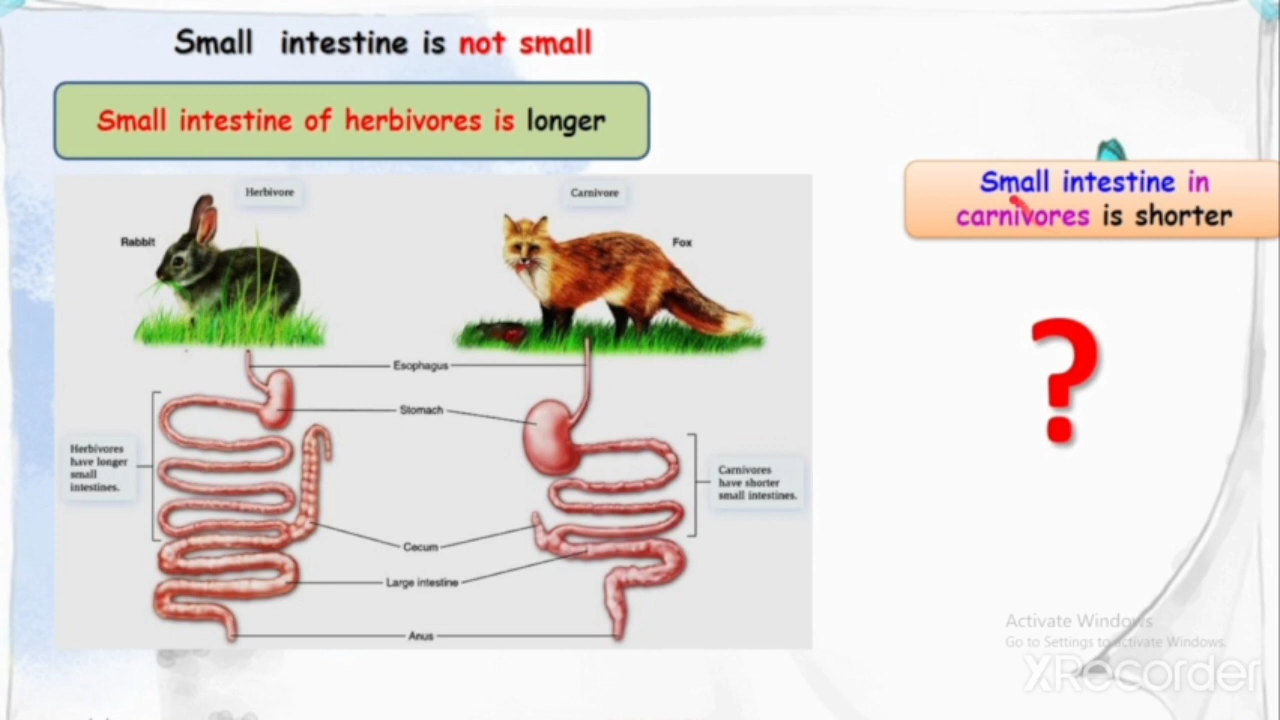 Small intestine is not small
Small intestine of herbivores is longer
Small intestine in
carnivores is shorter
Herbivore
Carnivore
Rabbit
Fox
Esophagus
Stomach
Herbivores
have longer
small
intestines.
Carnivores
have shorter
small intestines.
Cecum
Large intestine
Anus
?
Activate Windows
Go to Settings to activate Windows.
XRecorder